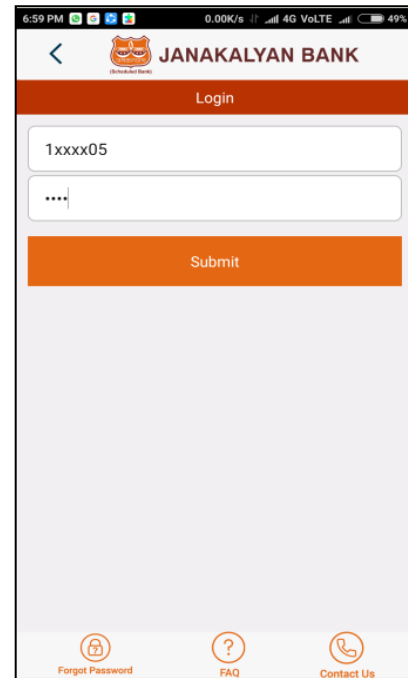 6:59 PM 0.00K/s 4G VoLTE 49%
JANAKALYAN BANK
(Scheduled Bank)
Login
1xxxx05
••••
Submit
Forgot Password FAQ Contact Us